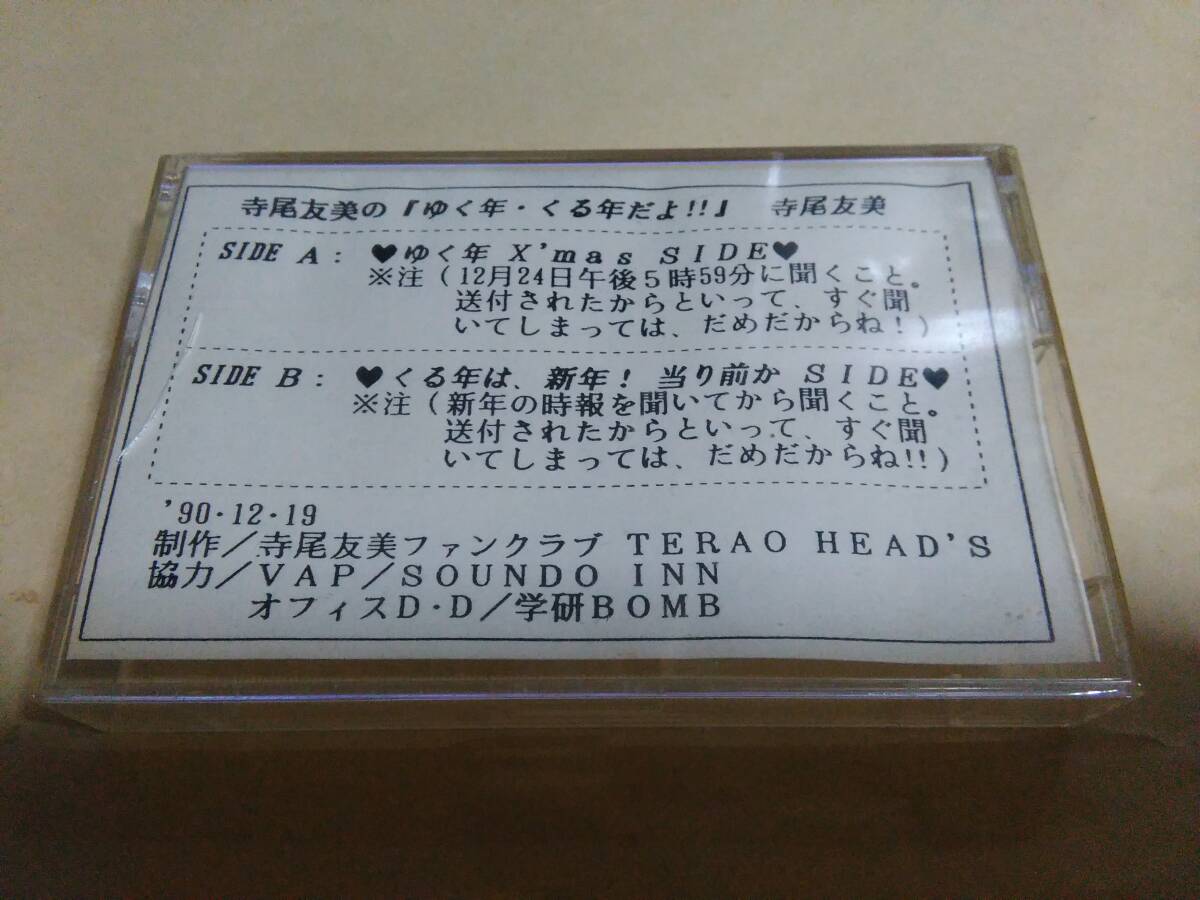 寺尾友美の『ゆく年・くる年だよ!!』 寺尾友美
SIDE A: ♥ゆく年 X'mas SIDE♥
※注(12月24日午後5時59分に聞くこと。
送付されたからといって、すぐ聞
いてしまっては、だめだからね!)
SIDE B: ♥くる年は、新年! 当り前か SIDE♥
※注(新年の時報を聞いてから聞くこと。
送付されたからといって、すぐ聞
いてしまっては、だめだからね!!)
'90・12・19
制作/寺尾友美ファンクラブ TERAO HEAD'S
協力/VAP/SOUNDO INN
オフィスD・D/学研BOMB